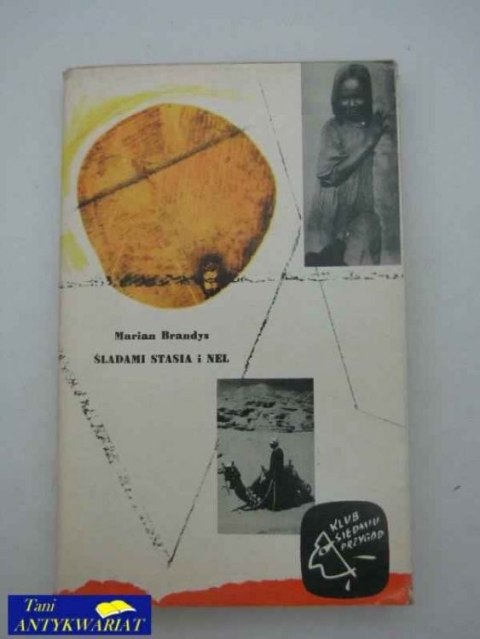 Marian Brandys
ŚLADAMI STASIA i NEL
KLUB
SIEDMIU
PRZYGÓD
Tani
ANTYKWARIAT